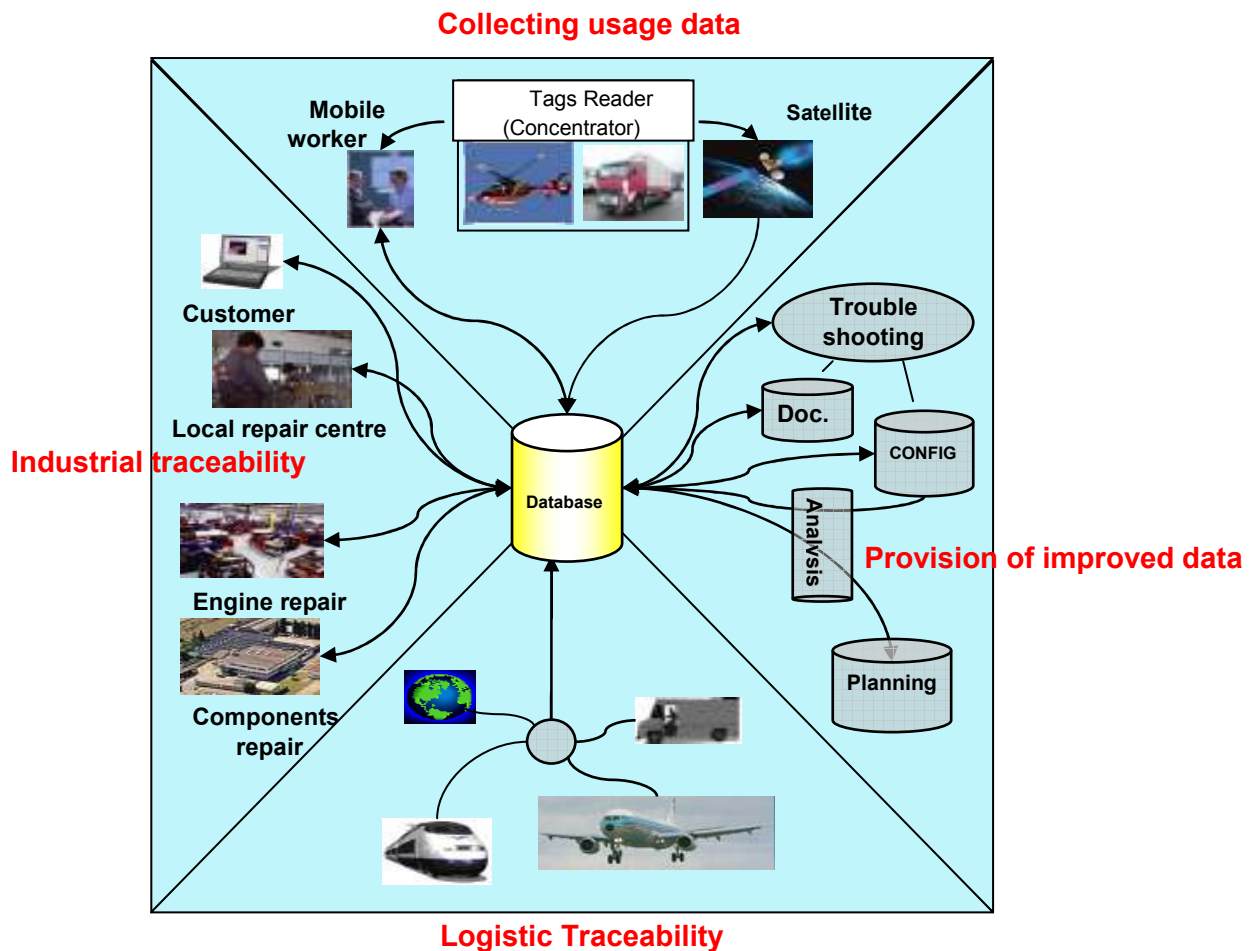 Collecting usage data
Tags Reader
(Concentrator)
Mobile
worker
Satellite
Customer
Trouble
shooting
Doc.
Local repair centre
CONFIG
Industrial traceability
Database
Analysis
Provision of improved data
Engine repair
Planning
Components
repair
Logistic Traceability